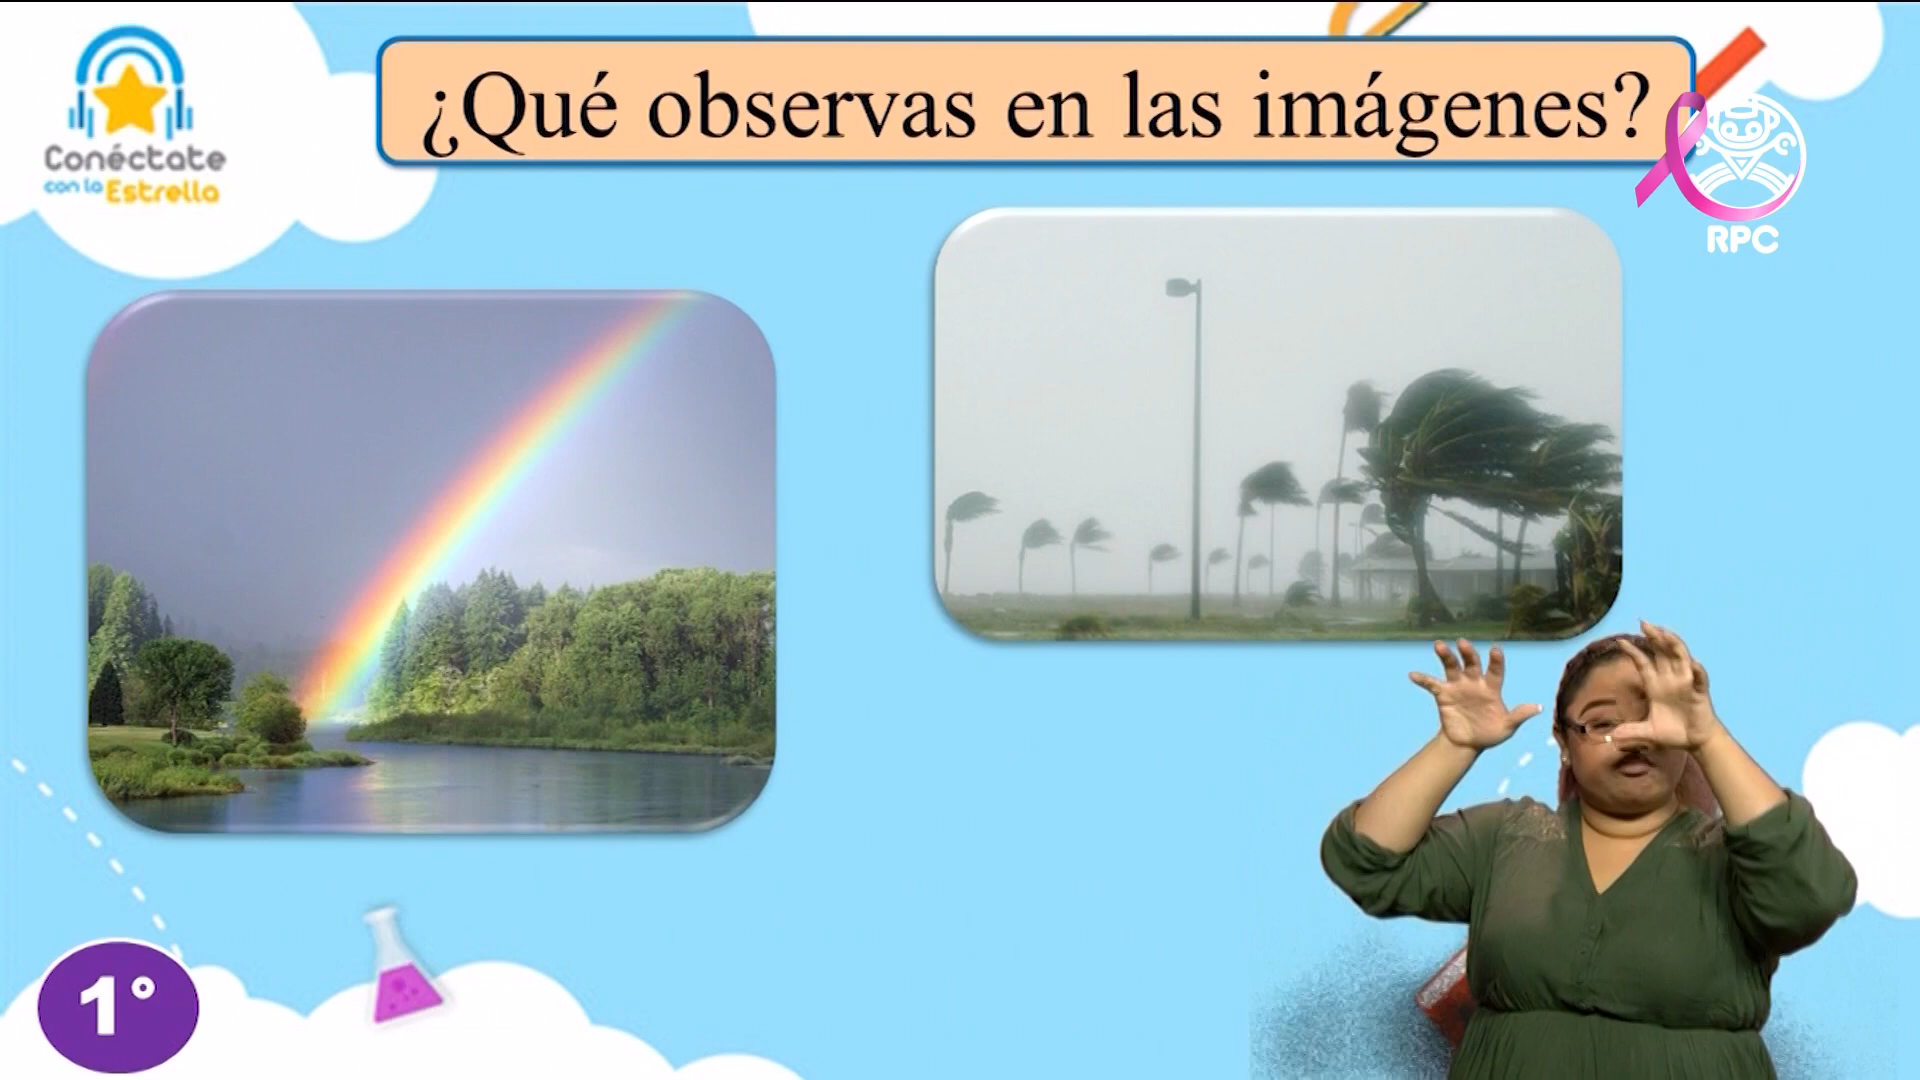 Conéctate
con la Estrella
¿Qué observas en las imágenes?
RPC
1°